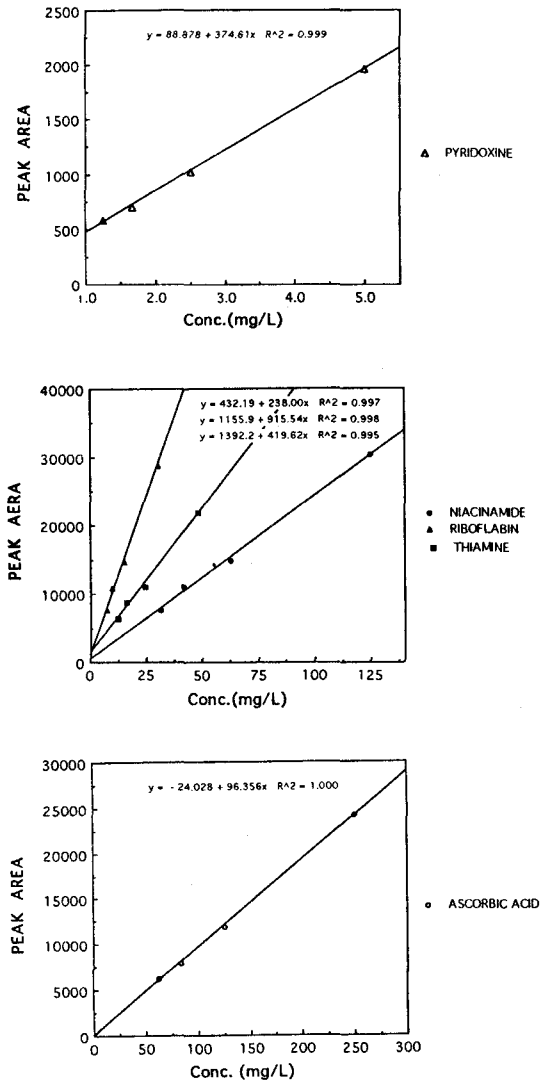 2500
y = 88.878 + 374.61x R^2 = 0.999
2000
1500
1000
500
0
PEAK AREA
1.0 2.0 3.0 4.0 5.0
Conc.(mg/L)
PYRIDOXINE
40000
y = 432.19 + 238.00x R^2 = 0.997
y = 1155.9 + 915.54x R^2 = 0.998
y = 1392.2 + 419.62x R^2 = 0.995
30000
20000
10000
0
PEAK AERA
0 25 50 75 100 125
Conc.(mg/L)
NIACINAMIDE
RIBOFLABIN
THIAMINE
30000
y = - 24.028 + 96.356x R^2 = 1.000
25000
20000
15000
10000
5000
0
PEAK AREA
0 50 100 150 200 250 300
Conc. (mg/L)
ASCORBIC ACID